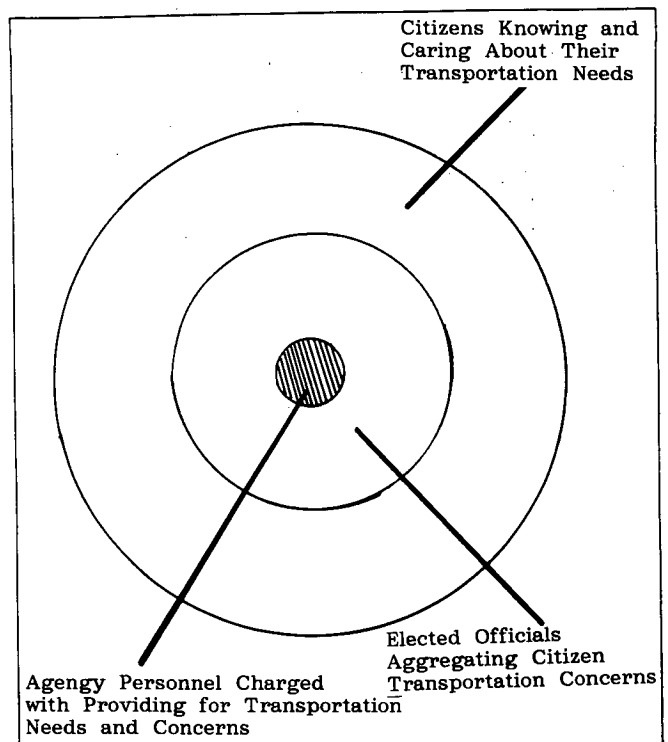 Citizens Knowing and
Caring About Their
Transportation Needs
Elected Officials
Aggregating Citizen
Transportation Concerns
Agengy Personnel Charged
with Providing for Transportation
Needs and Concerns